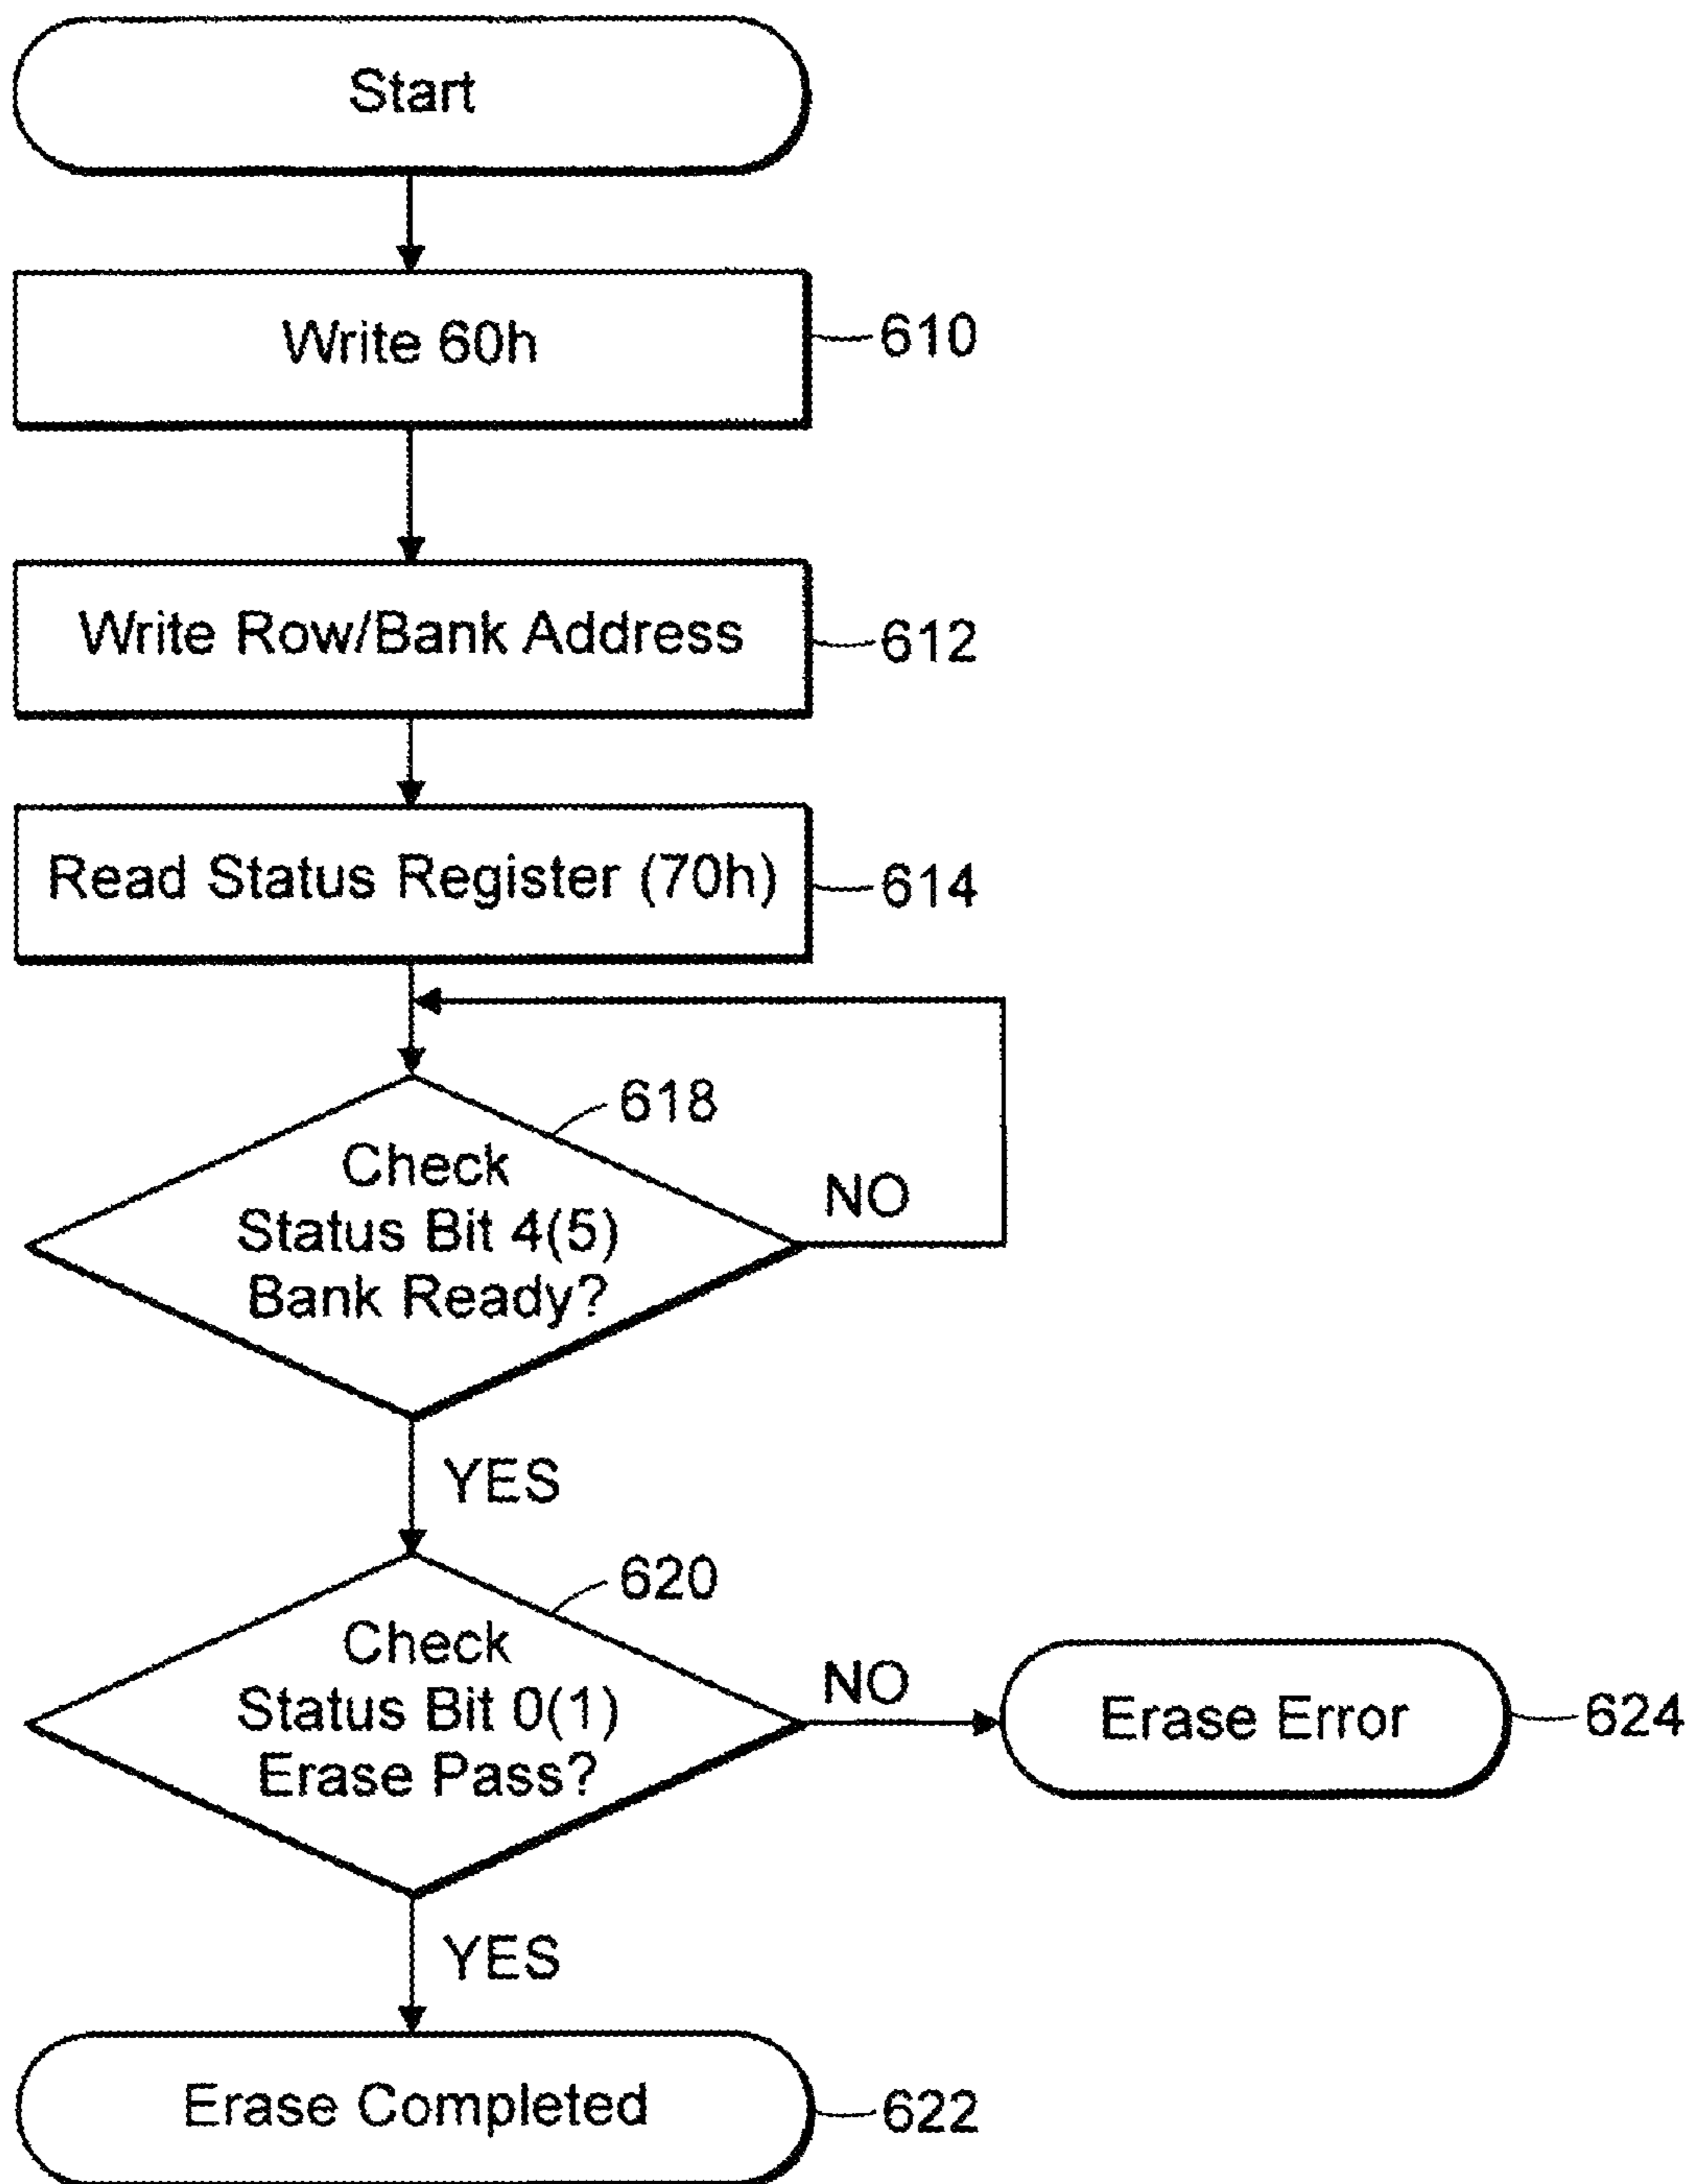 Start
Write 60h
610
Write Row/Bank Address
612
Read Status Register (70h)
614
618
Check
Status Bit 4(5)
Bank Ready?
NO
YES
620
Check
Status Bit 0(1)
Erase Pass?
NO
Erase Error
624
YES
Erase Completed
622